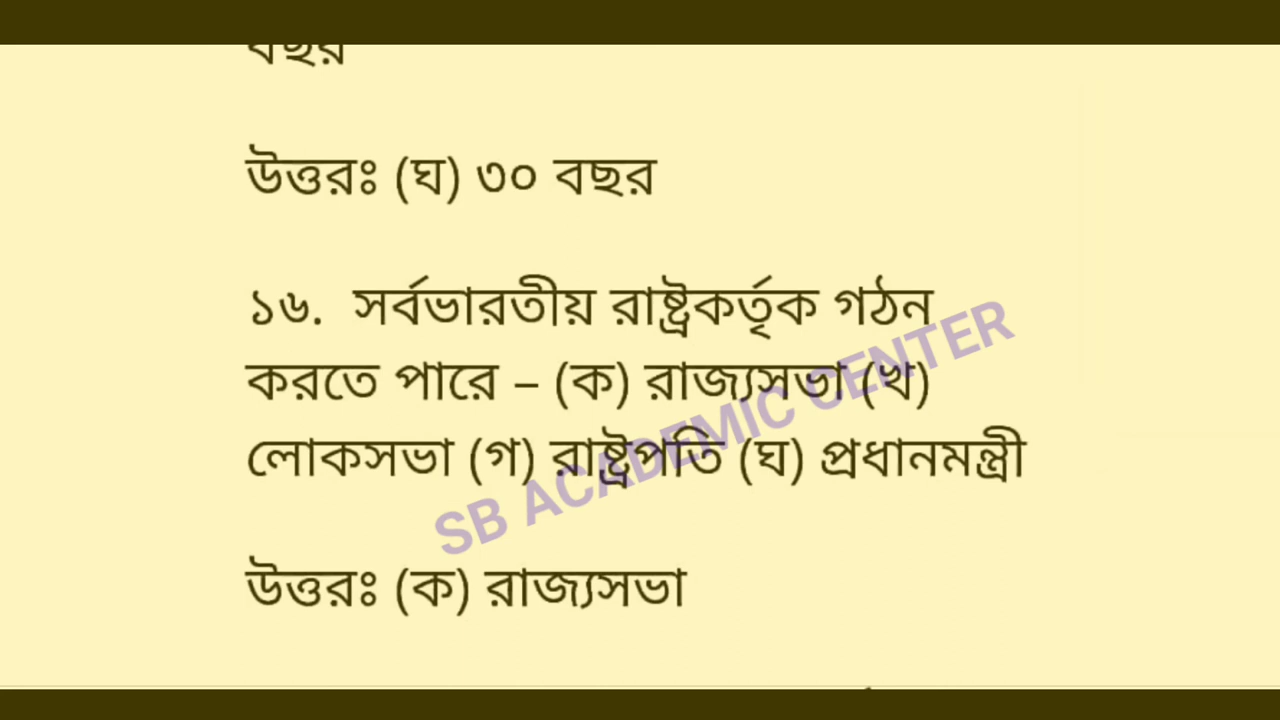 বছর
উত্তরঃ (ঘ) ৩০ বছর
১৬. সর্বভারতীয় রাষ্ট্রকর্তৃক গঠন
করতে পারে – (ক) রাজ্যসভা (খ)
লোকসভা (গ) রাষ্ট্রপতি (ঘ) প্রধানমন্ত্রী
SB ACADEMIC CENTER
উত্তরঃ (ক) রাজ্যসভা